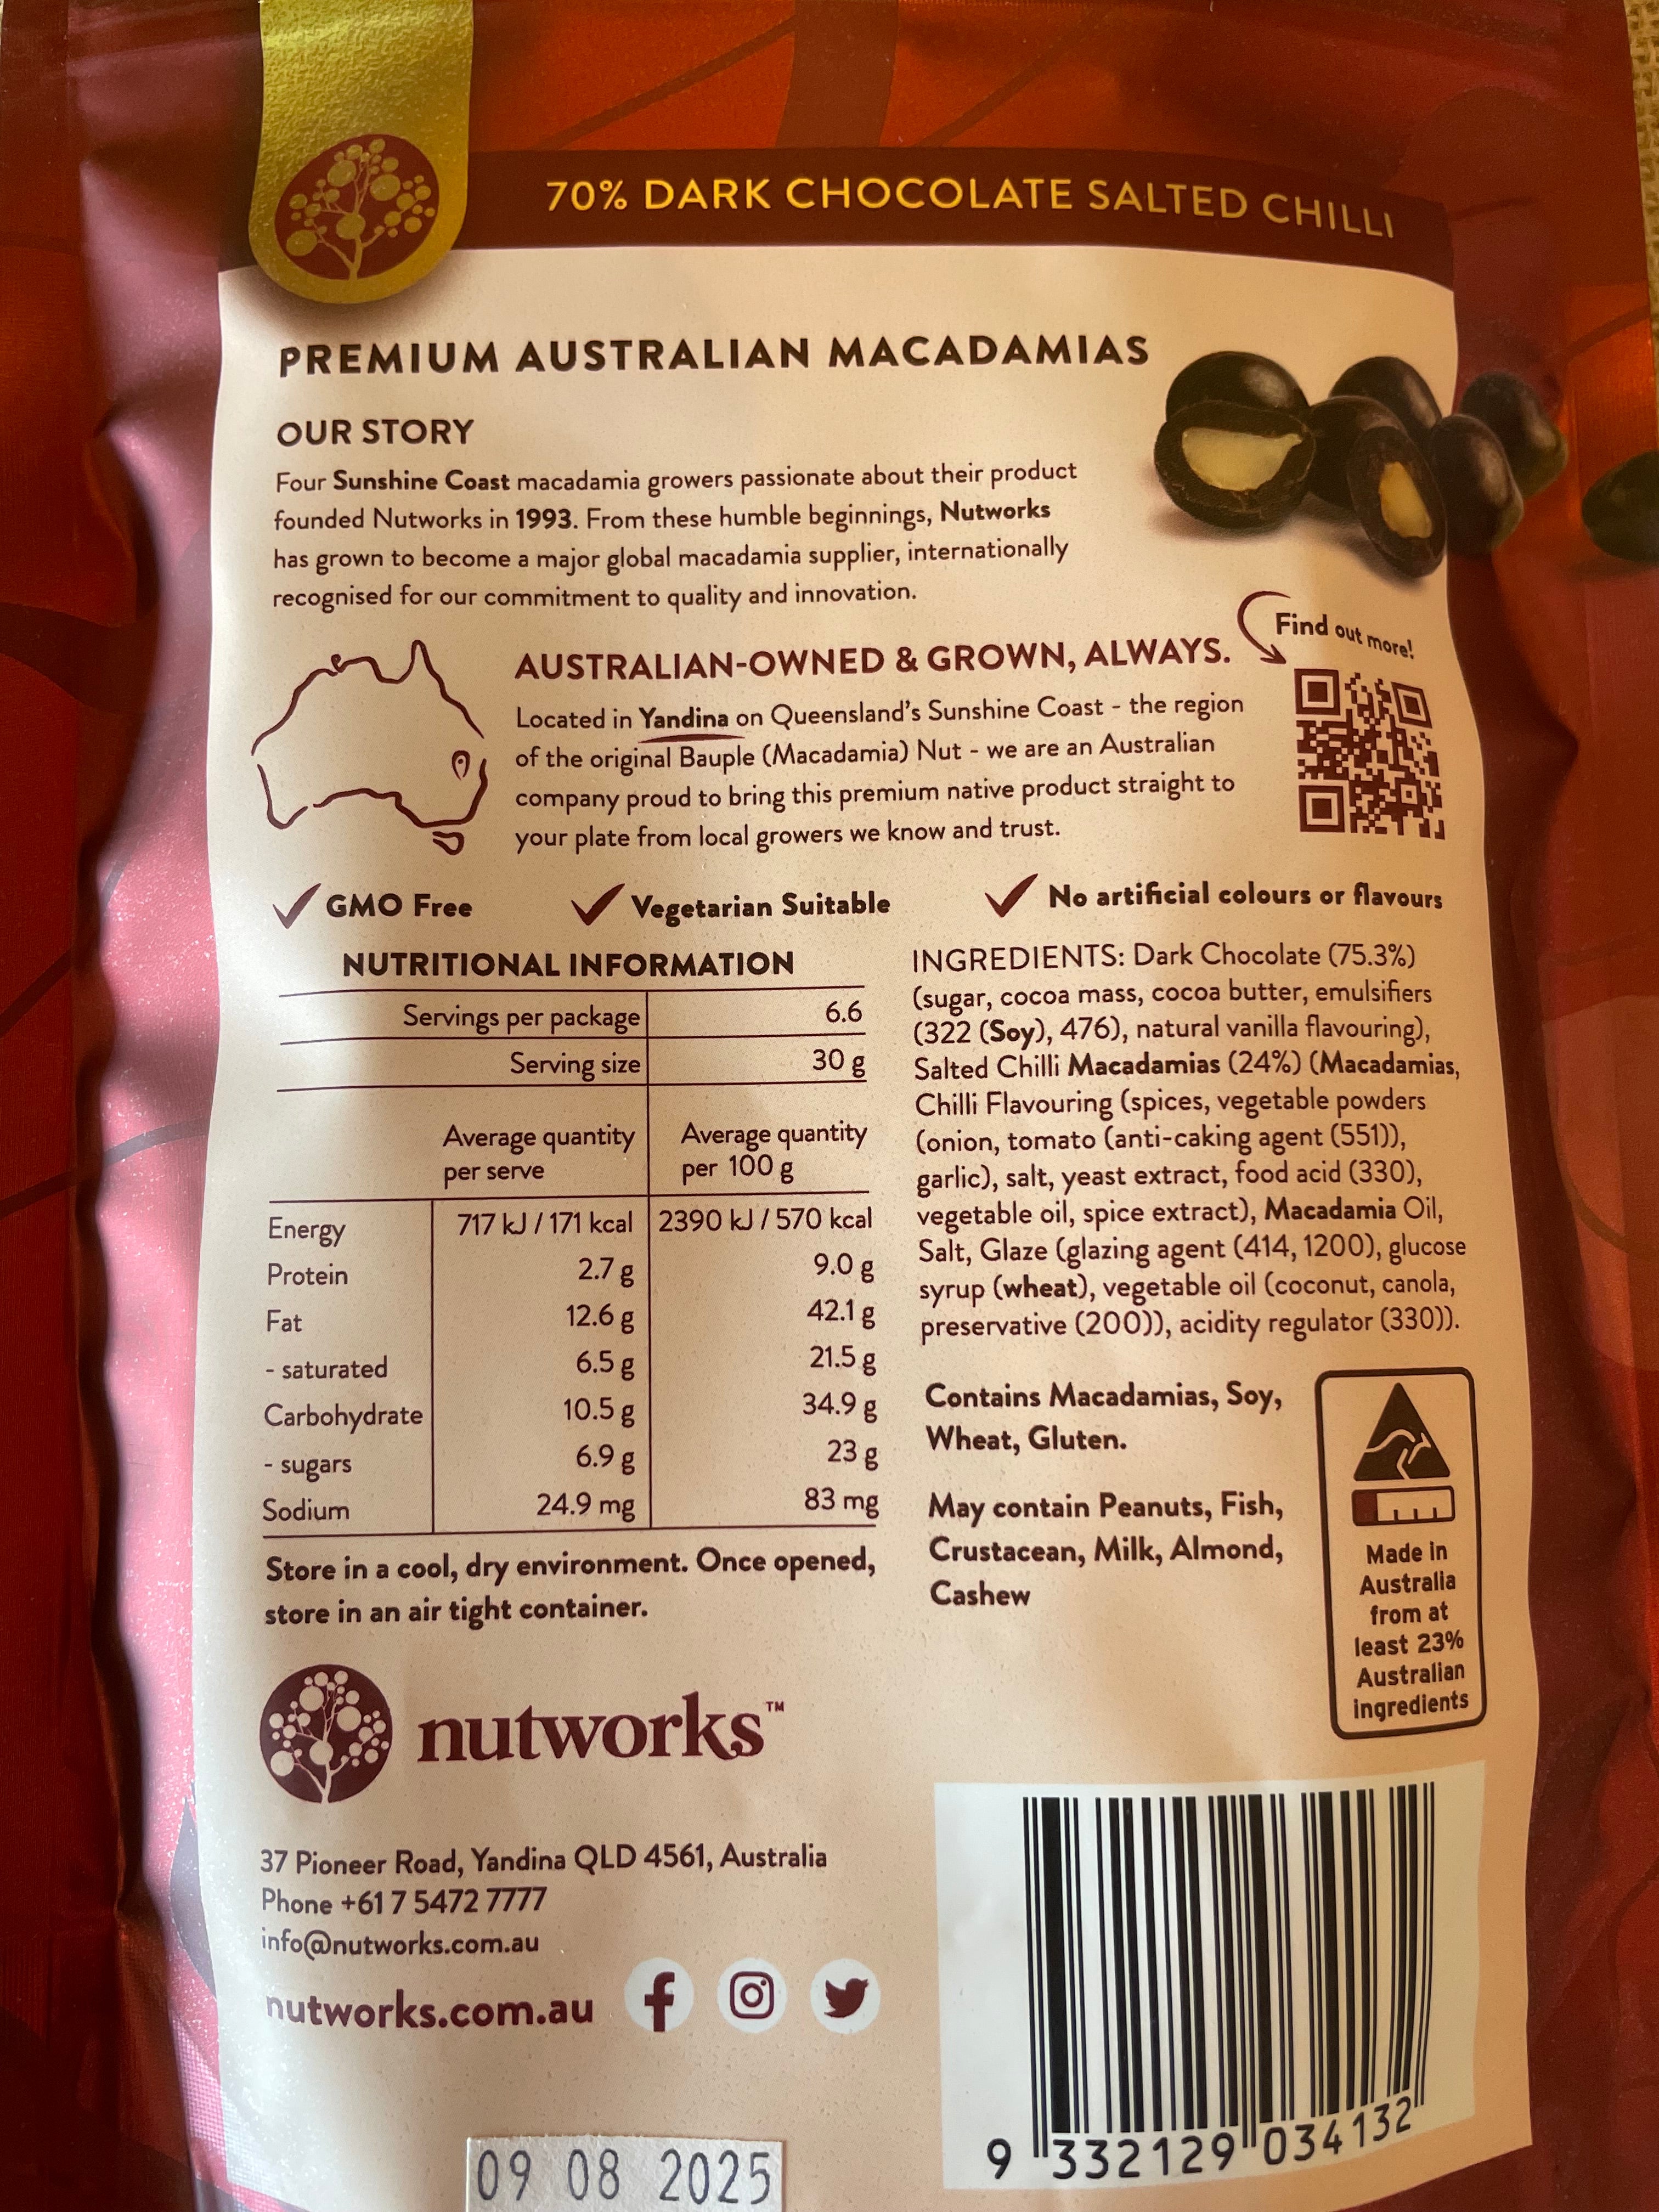 70% DARK CHOCOLATE SALTED CHILLI
PREMIUM AUSTRALIAN MACADAMIAS
OUR STORY
Four Sunshine Coast macadamia growers passionate about their product
founded Nutworks in 1993. From these humble beginnings, Nutworks
has grown to become a major global macadamia supplier, internationally
recognised for our commitment to quality and innovation.
Find out more!
AUSTRALIAN-OWNED & GROWN, ALWAYS.
Located in Yandina on Queensland's Sunshine Coast - the region
of the original Bauple (Macadamia) Nut - we are an Australian
company proud to bring this premium native product straight to
your plate from local growers we know and trust.
GMO Free
Vegetarian Suitable
No artificial colours or flavours
NUTRITIONAL INFORMATION
Servings per package 6.6
Serving size 30 g
Average quantity Average quantity
per serve per 100 g
Energy 717 kJ / 171 kcal 2390 kJ / 570 kcal
Protein 2.7 g 9.0 g
Fat 12.6 g 42.1 g
- saturated 6.5 g 21.5 g
Carbohydrate 10.5 g 34.9 g
- sugars 6.9 g 23 g
Sodium 24.9 mg 83 mg
Store in a cool, dry environment. Once opened,
store in an air tight container.
INGREDIENTS: Dark Chocolate (75.3%)
(sugar, cocoa mass, cocoa butter, emulsifiers
(322 (Soy), 476), natural vanilla flavouring),
Salted Chilli Macadamias (24%) (Macadamias,
Chilli Flavouring (spices, vegetable powders
(onion, tomato (anti-caking agent (551)),
garlic), salt, yeast extract, food acid (330),
vegetable oil, spice extract), Macadamia Oil,
Salt, Glaze (glazing agent (414, 1200), glucose
syrup (wheat), vegetable oil (coconut, canola,
preservative (200)), acidity regulator (330)).
Contains Macadamias, Soy,
Wheat, Gluten.
May contain Peanuts, Fish,
Crustacean, Milk, Almond,
Cashew
Made in
Australia
from at
least 23%
Australian
ingredients
nutworks™
37 Pioneer Road, Yandina QLD 4561, Australia
Phone +61 7 5472 7777
info@nutworks.com.au
nutworks.com.au
09 08 2025
9 332129 034132